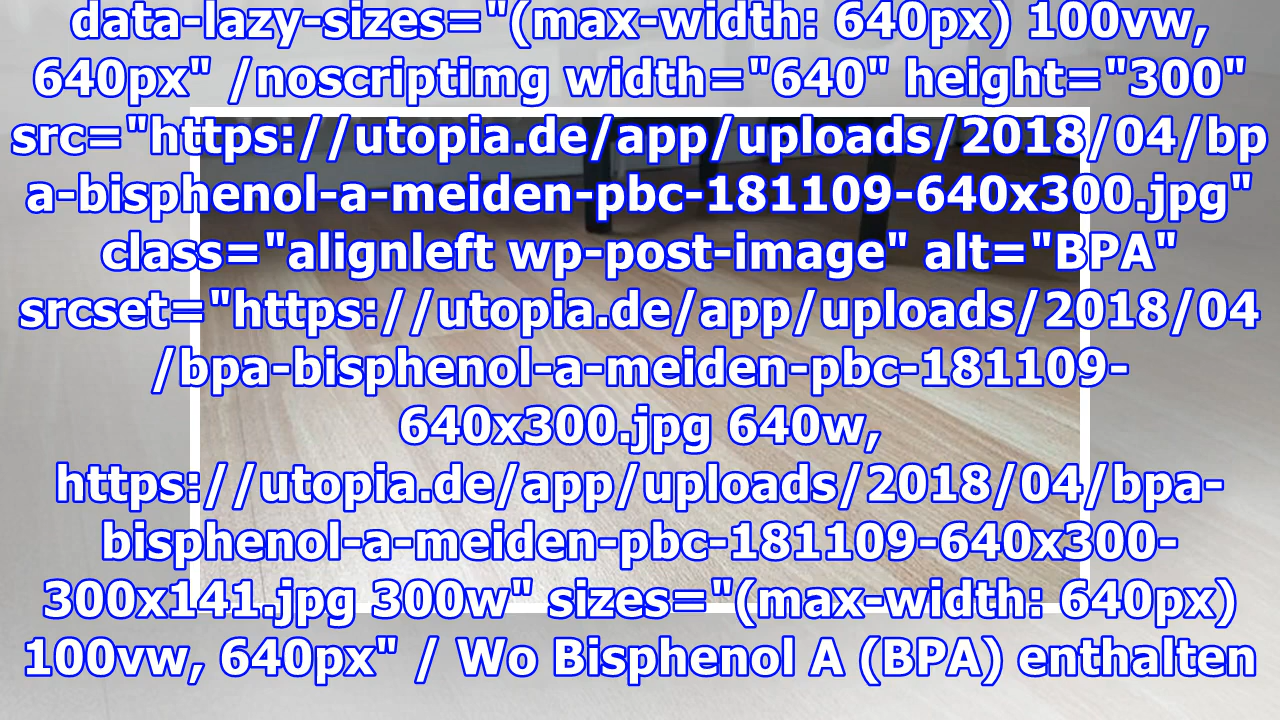 data-lazy-sizes="(max-width: 640px) 100vw,
640px" /noscriptimg width="640" height="300"
src="https://utopia.de/app/uploads/2018/04/bp
a-bisphenol-a-meiden-pbc-181109-640x300.jpg"
class="alignleft wp-post-image" alt="BPA"
srcset="https://utopia.de/app/uploads/2018/04
/bpa-bisphenol-a-meiden-pbc-181109-
640x300.jpg 640w,
https://utopia.de/app/uploads/2018/04/bpa-
bisphenol-a-meiden-pbc-181109-640x300-
300x141.jpg 300w" sizes="(max-width: 640px)
100vw, 640px" / Wo Bisphenol A (BPA) enthalten